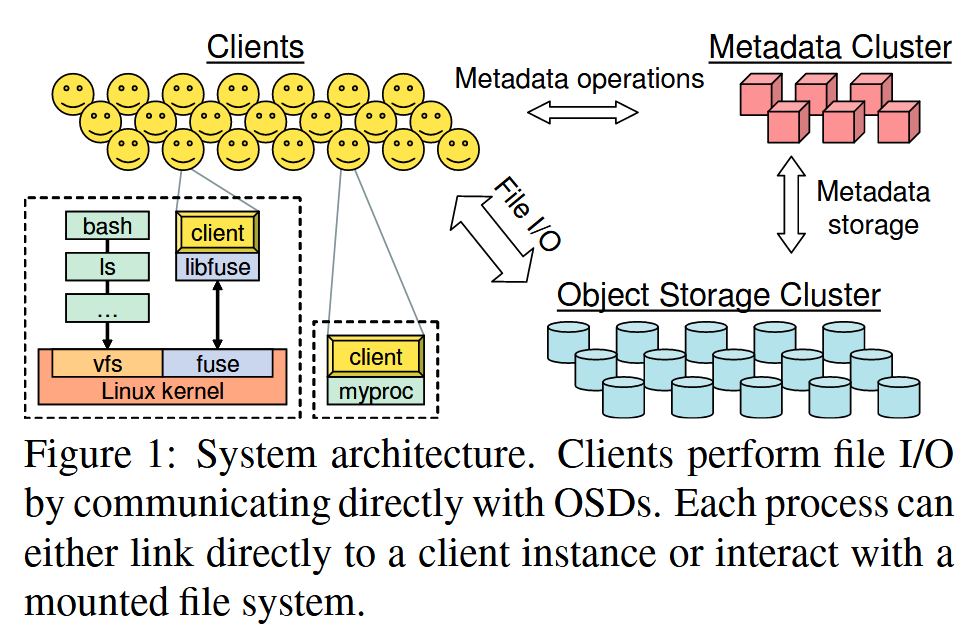 Clients
Metadata Cluster
Metadata operations
File I/O
Metadata
storage
Object Storage Cluster
bash
ls
...
client
libfuse
vfs
fuse
Linux kernel
client
myproc
Figure 1: System architecture. Clients perform file I/O
by communicating directly with OSDs. Each process can
either link directly to a client instance or interact with a
mounted file system.